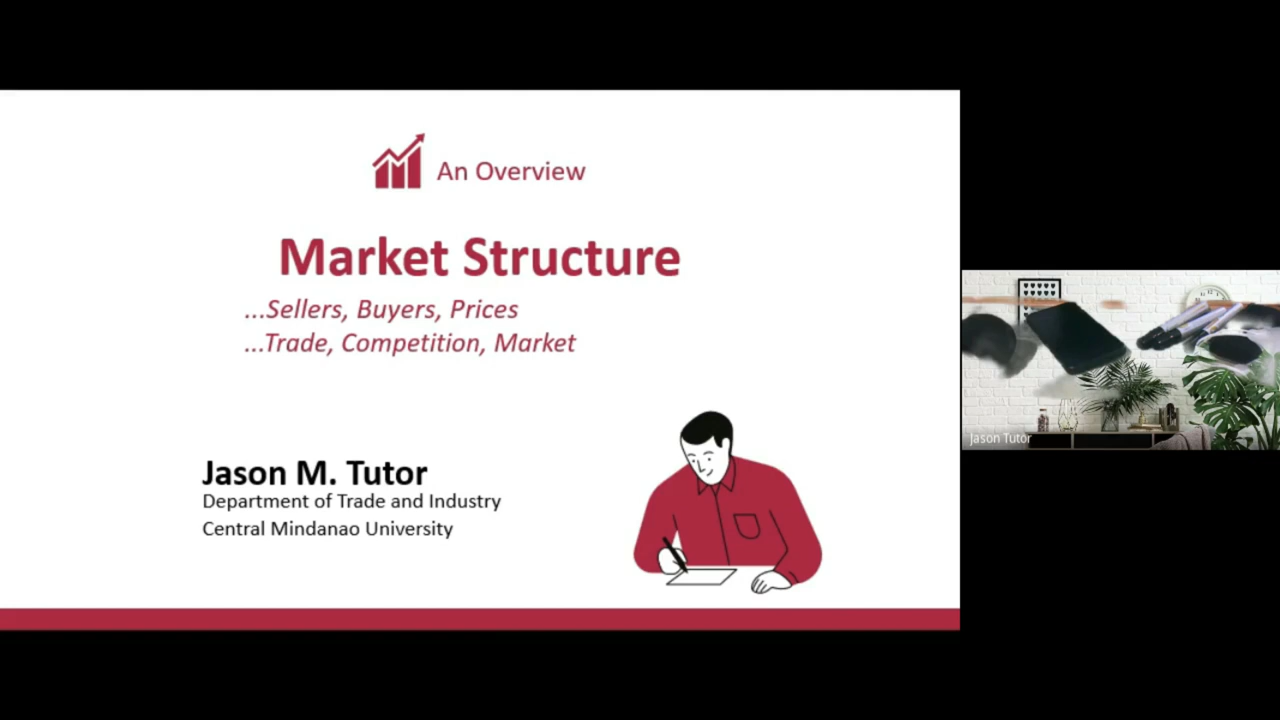 An Overview
Market Structure
...Sellers, Buyers, Prices
...Trade, Competition, Market
Jason M. Tutor
Department of Trade and Industry
Central Mindanao University
Jason Tutor